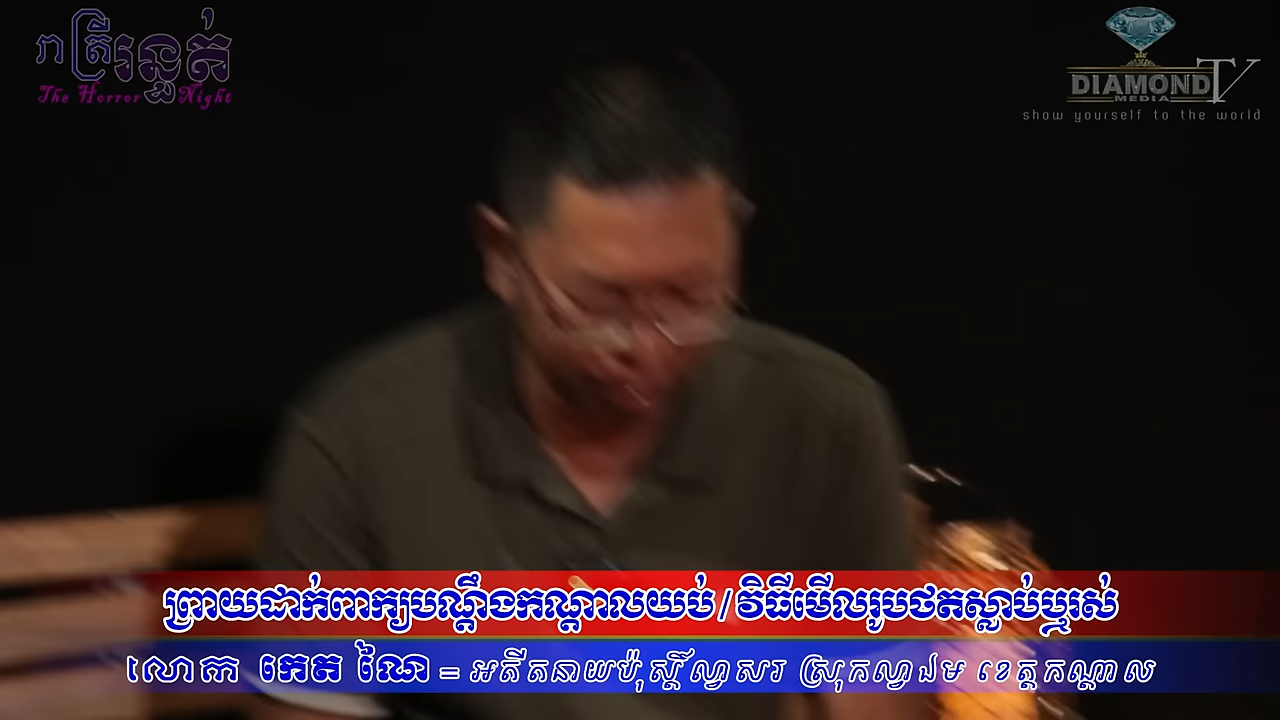 រាត្រីរន្ធត់
The Horror Night
DIAMOND TV
MEDIA
show yourself to the world
ព្រាយដាក់ពាក្យបណ្ដឹងកណ្ដាលយប់ / វិធីមើលរូបថតស្លាប់ឬរស់
លោក កេត ណៃ = អតីតនាយប៉ុស្តិ៍ស្វាសរ ស្រុកស្វាងម ខេត្តកណ្ដាល